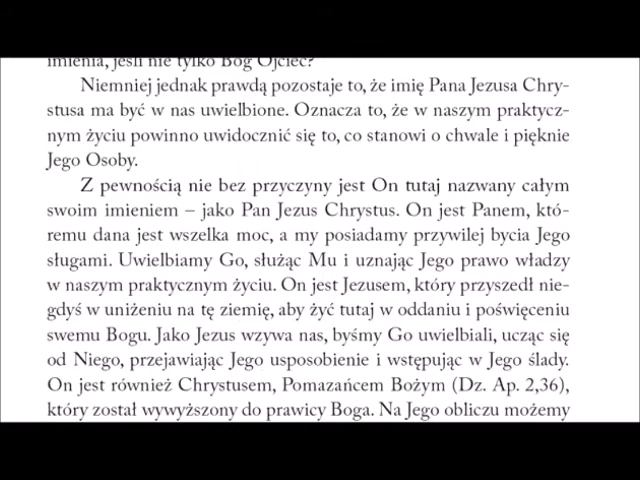 imienia, jeśli nie tylko Bóg Ojciec?
Niemniej jednak prawdą pozostaje to, że imię Pana Jezusa Chry-
stusa ma być w nas uwielbione. Oznacza to, że w naszym praktycz-
nym życiu powinno uwidocznić się to, co stanowi o chwale i pięknie
Jego Osoby.
Z pewnością nie bez przyczyny jest On tutaj nazwany całym
swoim imieniem – jako Pan Jezus Chrystus. On jest Panem, któ-
remu dana jest wszelka moc, a my posiadamy przywilej bycia Jego
sługami. Uwielbiamy Go, służąc Mu i uznając Jego prawo władzy
w naszym praktycznym życiu. On jest Jezusem, który przyszedł nie-
gdyś w uniżeniu na tę ziemię, aby żyć tutaj w oddaniu i poświęceniu
swemu Bogu. Jako Jezus wzywa nas, byśmy Go uwielbiali, ucząc się
od Niego, przejawiając Jego usposobienie i wstępując w Jego ślady.
On jest również Chrystusem, Pomazańcem Bożym (Dz. Ap. 2,36),
który został wywyższony do prawicy Boga. Na Jego obliczu możemy